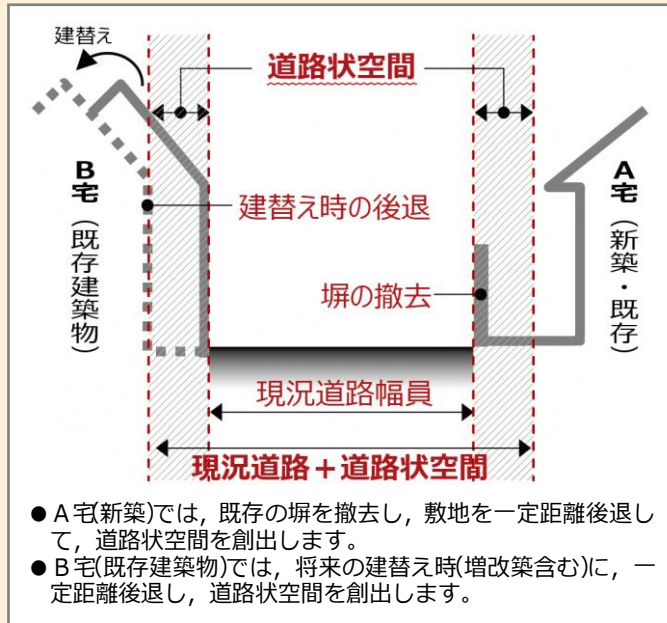 建替え
道路状空間
B宅（既存建築物）
A宅（新築・既存）
建替え時の後退
塀の撤去
現況道路幅員
現況道路＋道路状空間
●A宅(新築)では，既存の塀を撤去し，敷地を一定距離後退し
て，道路状空間を創出します。
●B宅(既存建築物)では，将来の建替え時(増改築含む)に，一
定距離後退し，道路状空間を創出します。